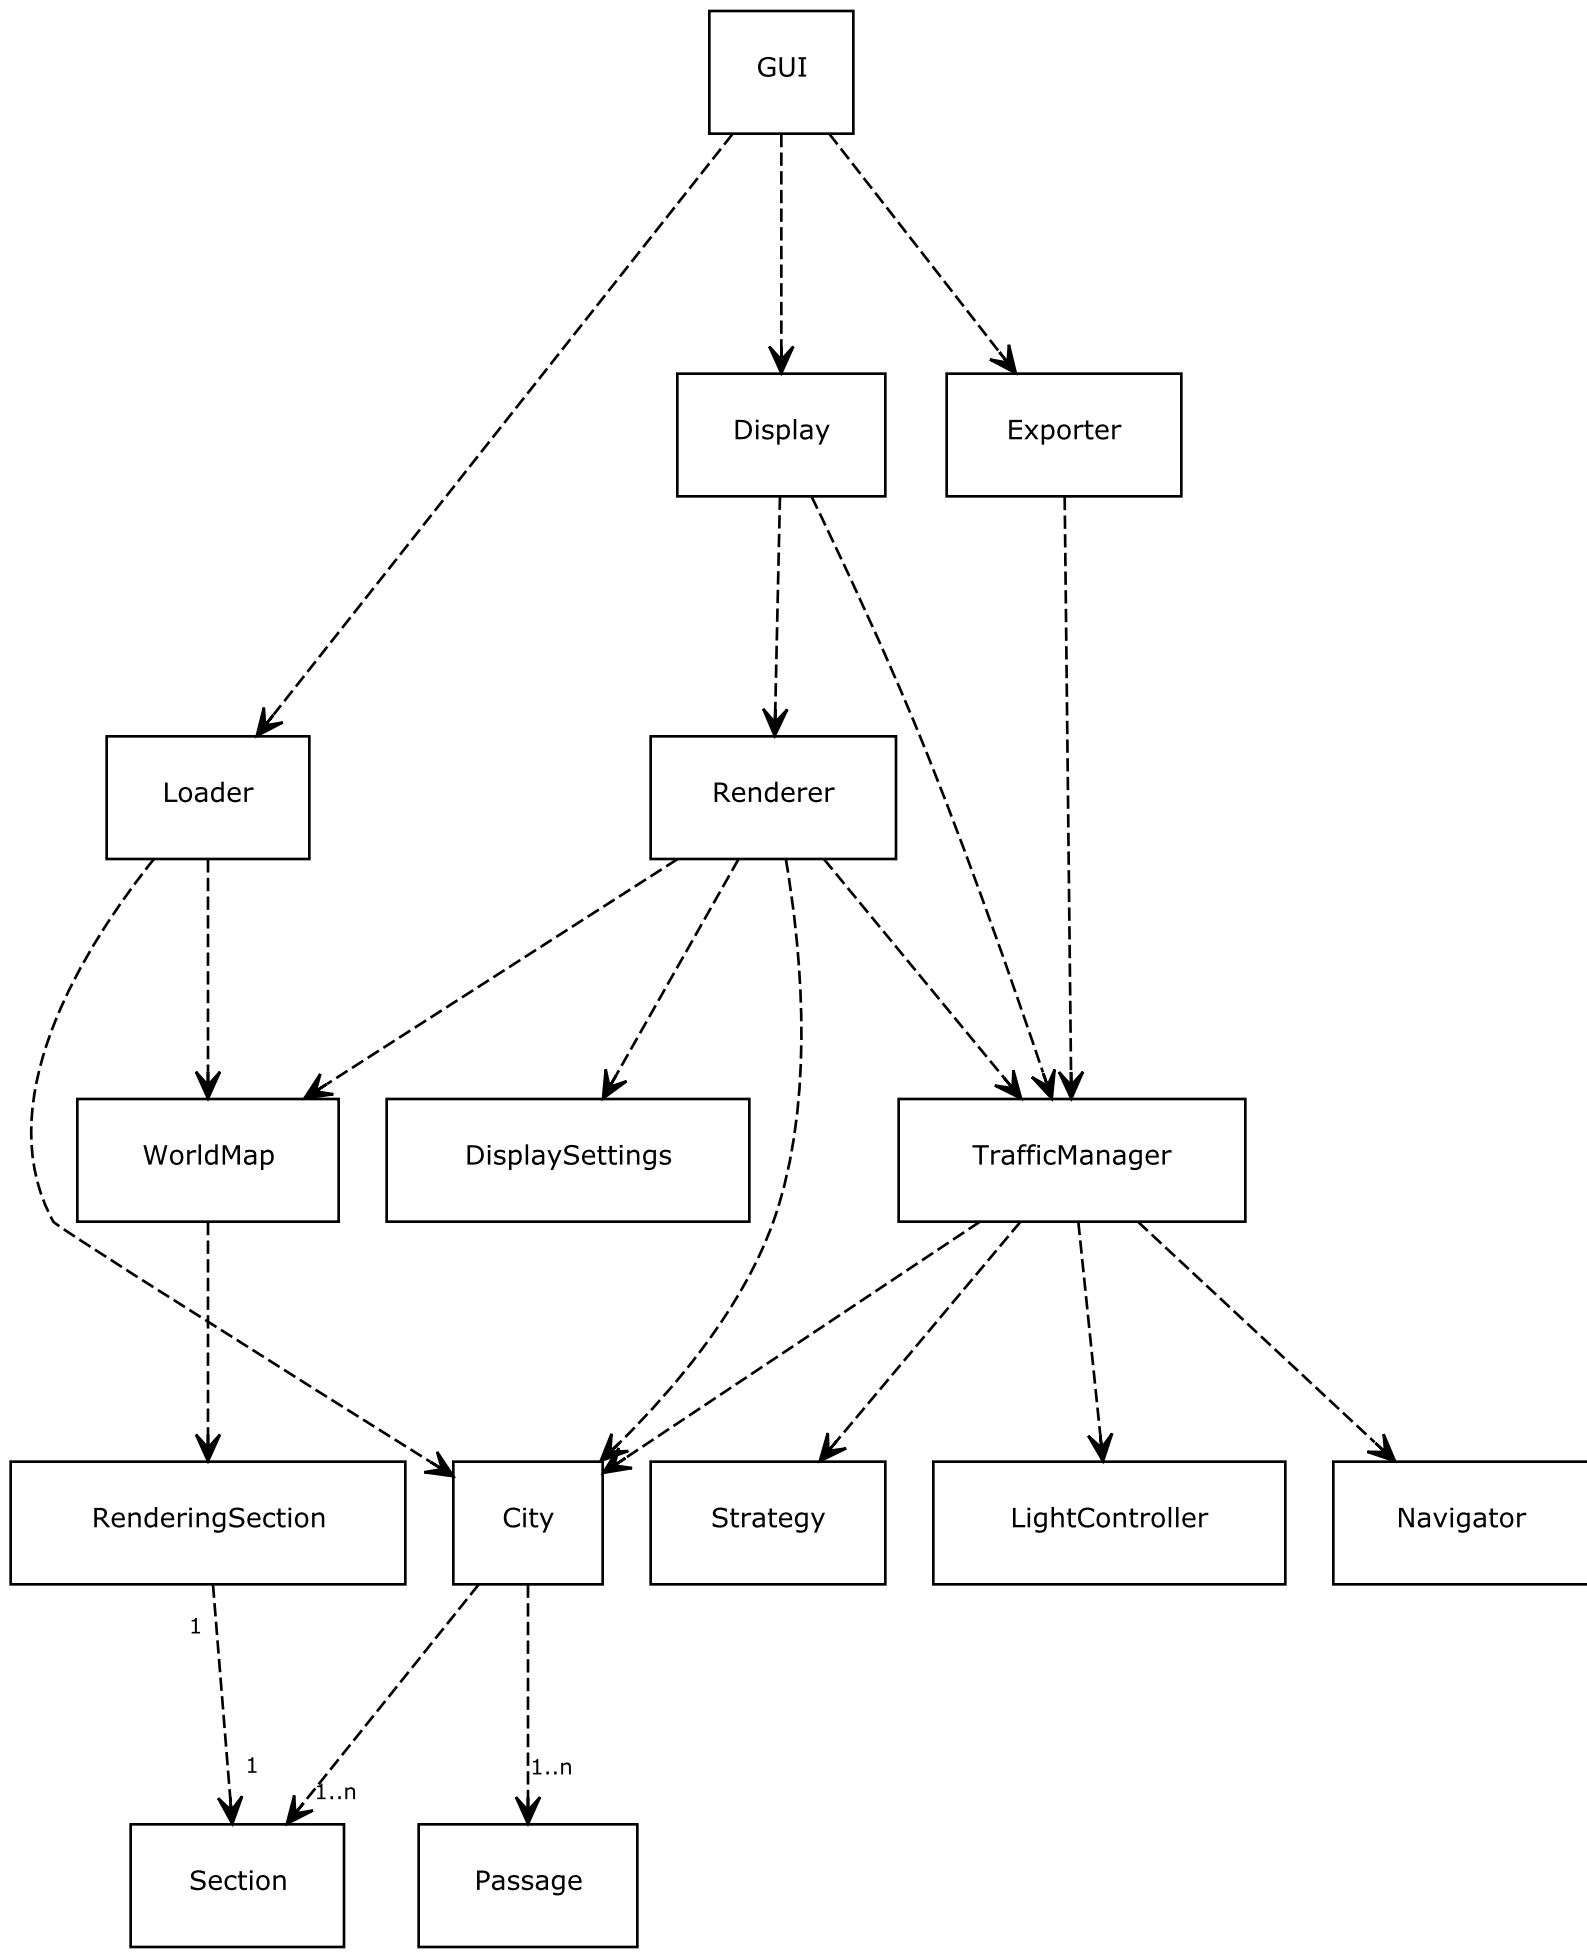 GUI
Display
Exporter
Loader
Renderer
WorldMap
DisplaySettings
TrafficManager
RenderingSection
City
Strategy
LightController
Navigator
1
1
1..n
1..n
Section
Passage